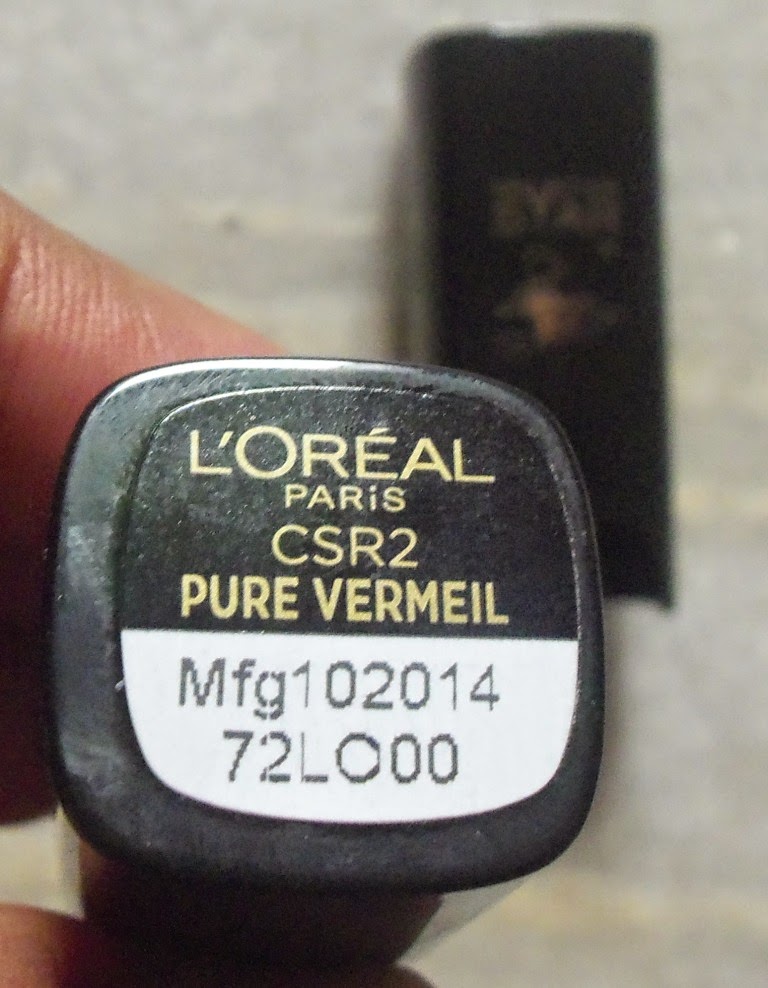 L'ORÉAL
PARiS
CSR2
PURE VERMEIL
Mfg102014
72LO00